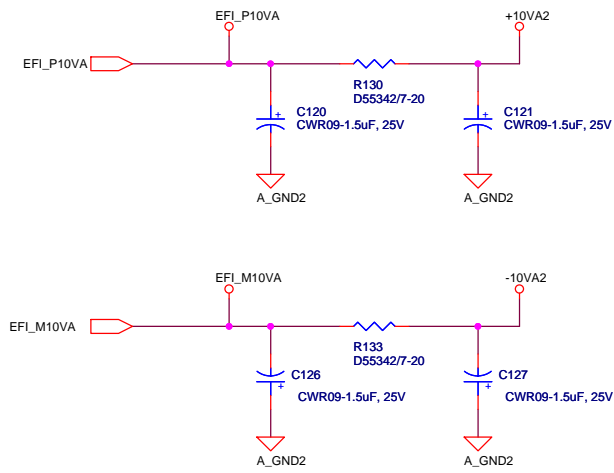 EFI_P10VA
+10VA2
EFI_P10VA
R130
D55342/7-20
C120
+
CWR09-1.5uF, 25V
C121
+
CWR09-1.5uF, 25V
A_GND2
A_GND2
EFI_M10VA
-10VA2
EFI_M10VA
R133
D55342/7-20
C126
+
CWR09-1.5uF, 25V
C127
+
CWR09-1.5uF, 25V
A_GND2
A_GND2